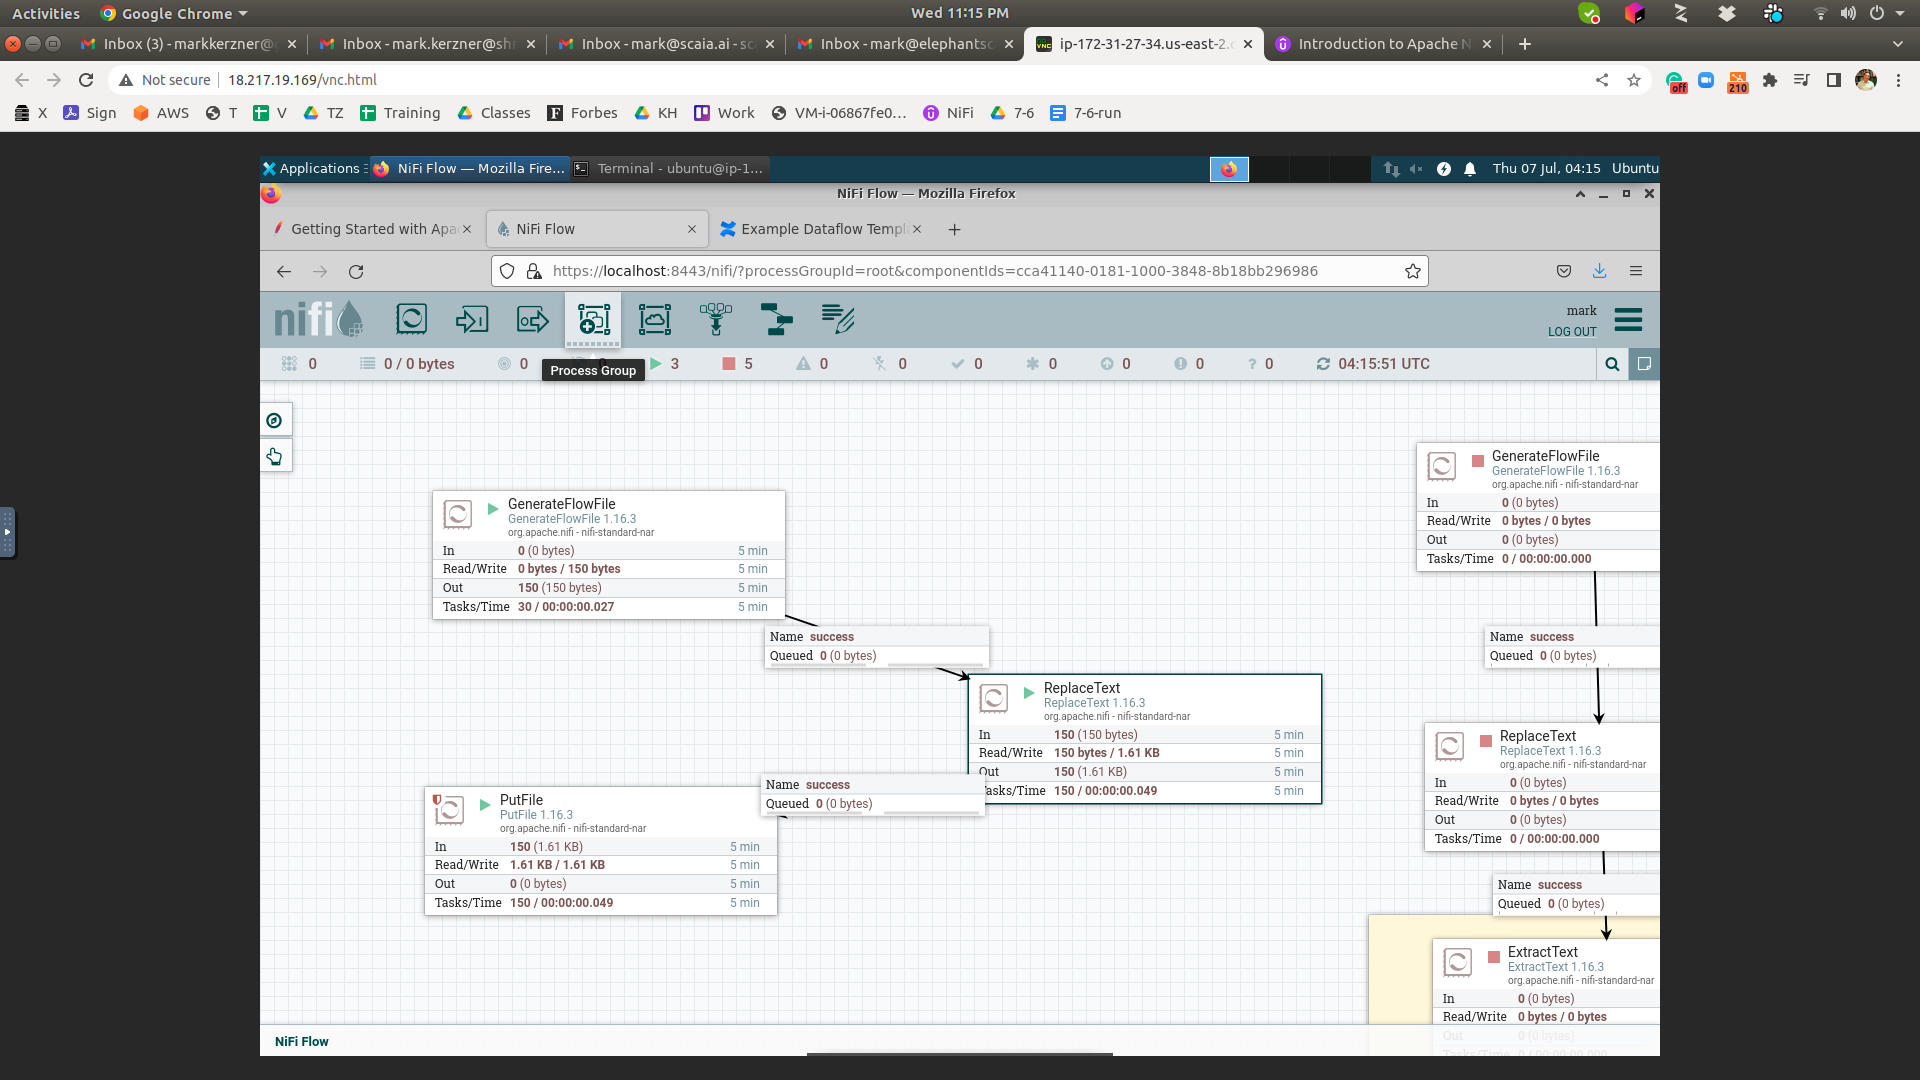 Activities
Google Chrome
Wed 11:15 PM
Inbox (3) - markkerzner@
Inbox - mark.kerzner@sh
Inbox - mark@scaia.ai - sc
Inbox - mark@elephantsc
ip-172-31-27-34.us-east-2.
Introduction to Apache N
Not secure
18.217.19.169/vnc.html
off
210
X
Sign
AWS
T
V
TZ
Training
Classes
Forbes
KH
Work
VM-i-06867fe0...
NiFi
7-6
7-6-run
Applications
NiFi Flow — Mozilla Fire...
Terminal - ubuntu@ip-1...
Thu 07 Jul, 04:15
Ubuntu
NiFi Flow — Mozilla Firefox
Getting Started with Apa
NiFi Flow
Example Dataflow Templ
https://localhost:8443/nifi/?processGroupId=root&componentIds=cca41140-0181-1000-3848-8b18bb296986
nifi
mark
LOG OUT
0
0 / 0 bytes
0
3
5
0
0
0
0
0
0
0
04:15:51 UTC
Process Group
GenerateFlowFile
GenerateFlowFile 1.16.3
org.apache.nifi - nifi-standard-nar
In 0 (0 bytes) 5 min
Read/Write 0 bytes / 150 bytes 5 min
Out 150 (150 bytes) 5 min
Tasks/Time 30 / 00:00:00.027 5 min
Name success
Queued 0 (0 bytes)
ReplaceText
ReplaceText 1.16.3
org.apache.nifi - nifi-standard-nar
In 150 (150 bytes) 5 min
Read/Write 150 bytes / 1.61 KB 5 min
Out 150 (1.61 KB) 5 min
Tasks/Time 150 / 00:00:00.049 5 min
Name success
Queued 0 (0 bytes)
PutFile
PutFile 1.16.3
org.apache.nifi - nifi-standard-nar
In 150 (1.61 KB) 5 min
Read/Write 1.61 KB / 1.61 KB 5 min
Out 0 (0 bytes) 5 min
Tasks/Time 150 / 00:00:00.049 5 min
GenerateFlowFile
GenerateFlowFile 1.16.3
org.apache.nifi - nifi-standard-nar
In 0 (0 bytes)
Read/Write 0 bytes / 0 bytes
Out 0 (0 bytes)
Tasks/Time 0 / 00:00:00.000
Name success
Queued 0 (0 bytes)
ReplaceText
ReplaceText 1.16.3
org.apache.nifi - nifi-standard-nar
In 0 (0 bytes)
Read/Write 0 bytes / 0 bytes
Out 0 (0 bytes)
Tasks/Time 0 / 00:00:00.000
Name success
Queued 0 (0 bytes)
ExtractText
ExtractText 1.16.3
org.apache.nifi - nifi-standard-nar
In 0 (0 bytes)
Read/Write 0 bytes / 0 bytes
Out 0 (0 bytes)
Tasks/Time 0 / 00:00:00.000
NiFi Flow